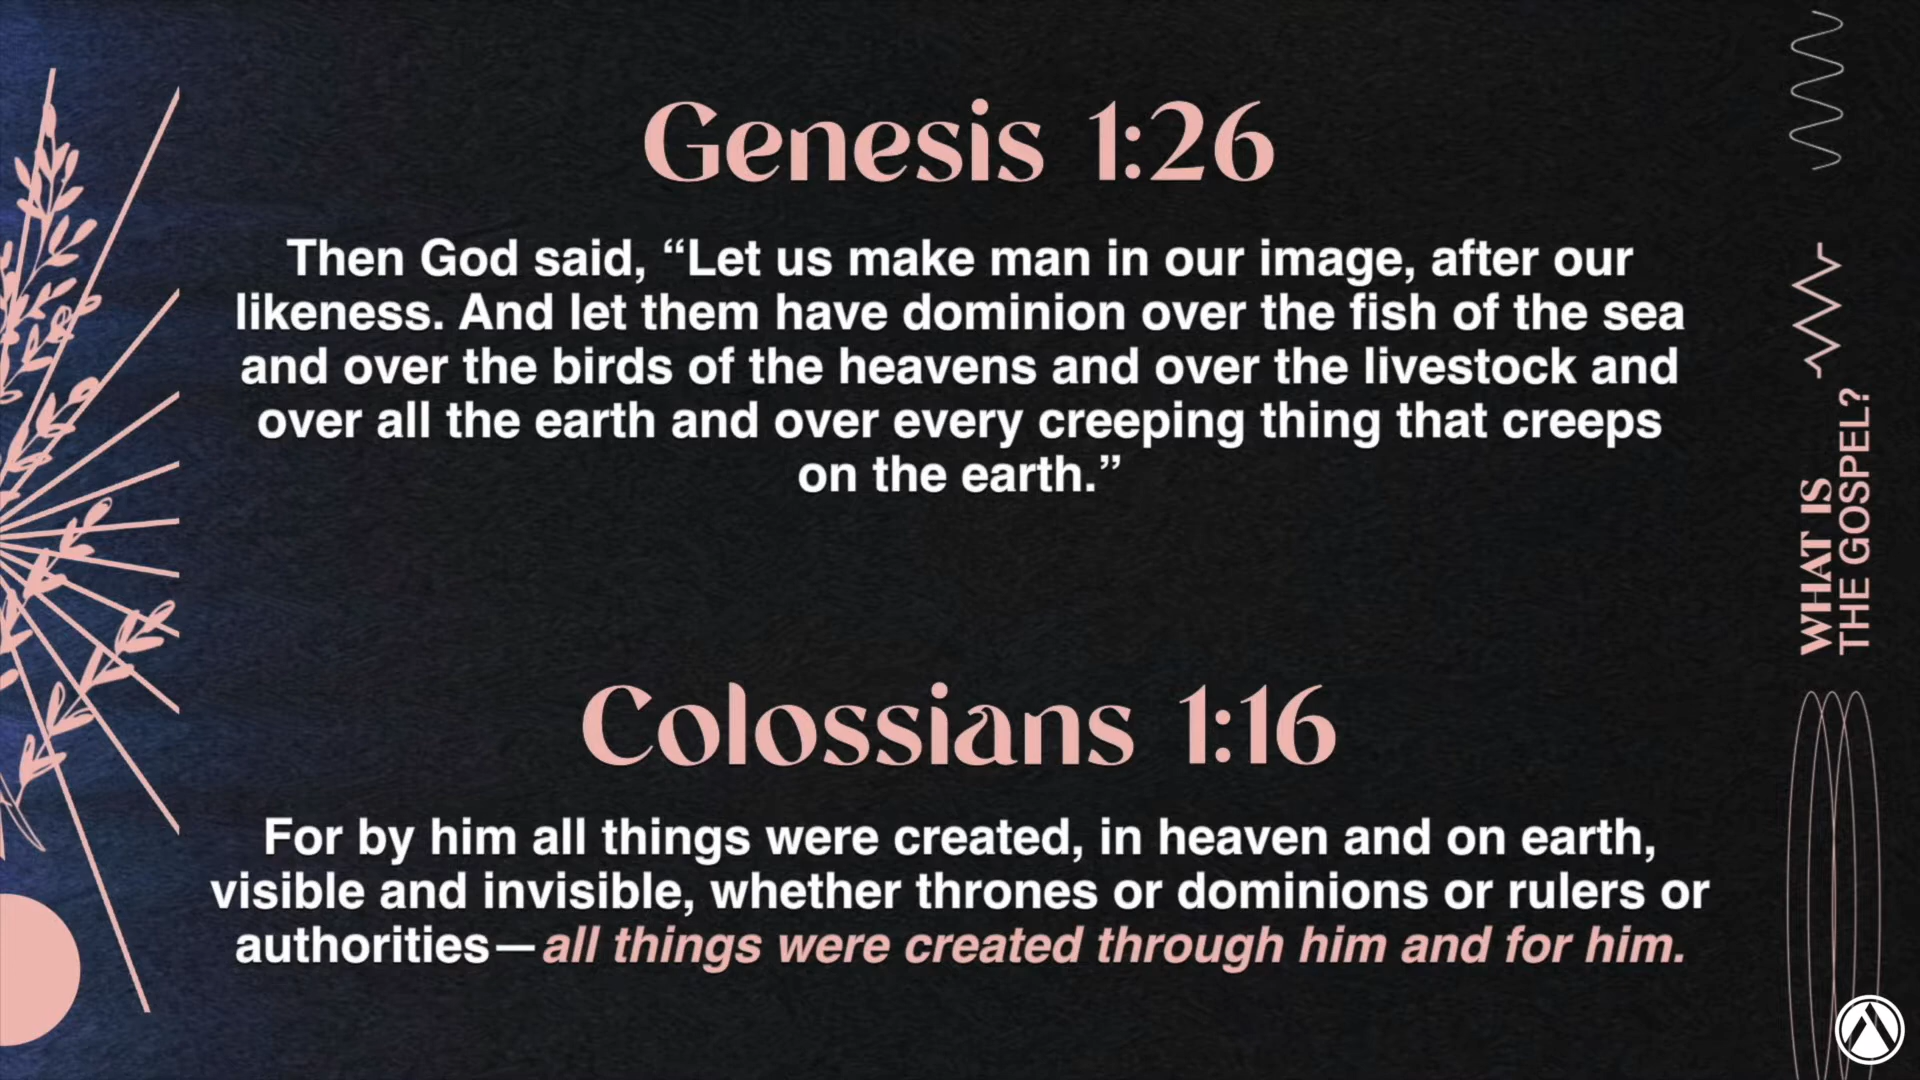 Genesis 1:26
Then God said, “Let us make man in our image, after our
likeness. And let them have dominion over the fish of the sea
and over the birds of the heavens and over the livestock and
over all the earth and over every creeping thing that creeps
on the earth.”
Colossians 1:16
For by him all things were created, in heaven and on earth,
visible and invisible, whether thrones or dominions or rulers or
authorities—all things were created through him and for him.
WHAT IS
THE GOSPEL?